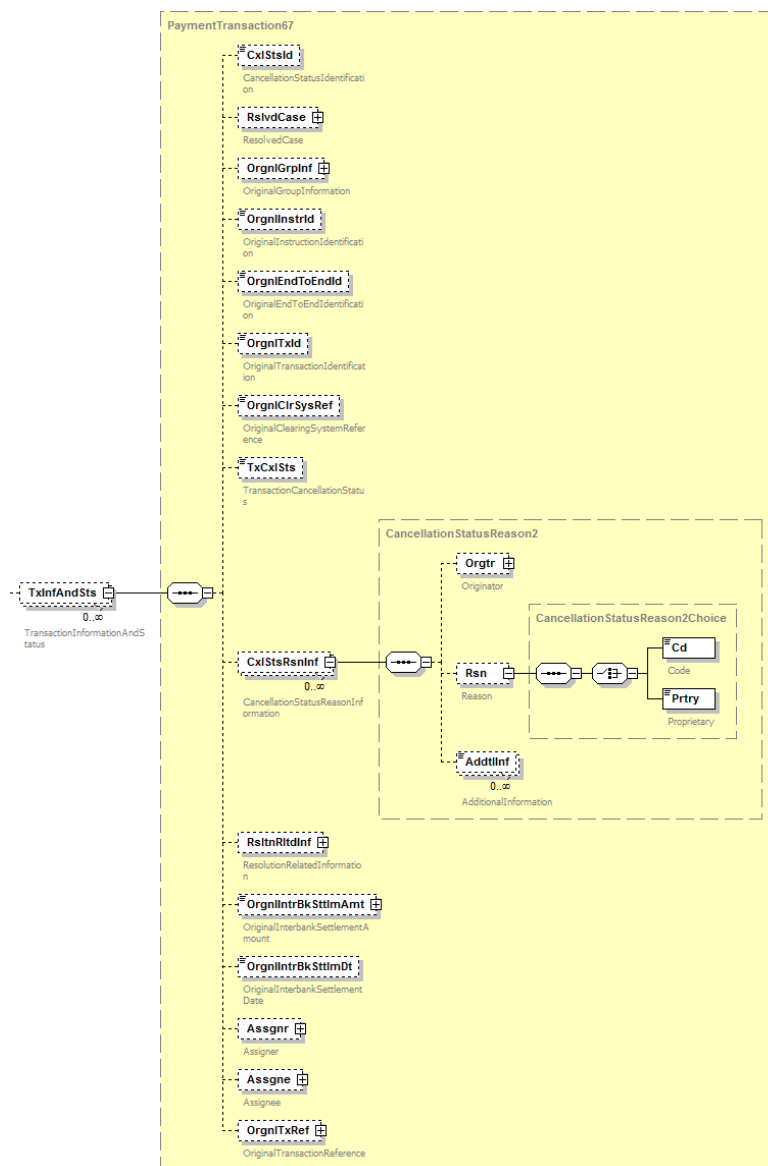 PaymentTransaction67
CxlStsId
CancellationStatusIdentificati
on
RslvdCase
ResolvedCase
OrgnlGrpInf
OriginalGroupInformation
OrgnlInstrId
OriginalInstructionIdentificati
on
OrgnlEndToEndId
OriginalEndToEndIdentificati
on
OrgnlTxId
OriginalTransactionIdentificat
ion
OrgnlClrSysRef
OriginalClearingSystemRefer
ence
TxCxlSts
TransactionCancellationStatu
s
TxInfAndSts
0..∞
TransactionInformationAndS
tatus
CxlStsRsnInf
0..∞
CancellationStatusReasonInf
ormation
CancellationStatusReason2
Orgtr
Originator
Rsn
Reason
CancellationStatusReason2Choice
Cd
Code
Prtry
Proprietary
AddtlInf
0..∞
AdditionalInformation
RsltnRltdInf
ResolutionRelatedInformatio
n
OrgnlIntrBkSttlmAmt
OriginalInterbankSettlementA
mount
OrgnlIntrBkSttlmDt
OriginalInterbankSettlement
Date
Assgnr
Assigner
Assgne
Assignee
OrgnlTxRef
OriginalTransactionReference